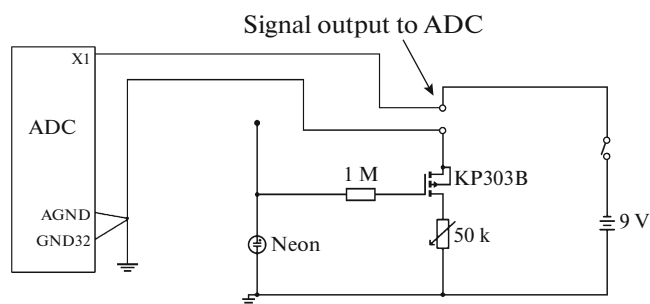 Signal output to ADC
X1
ADC
1 M
KP303B
AGND
GND32
Neon
50 k
9 V